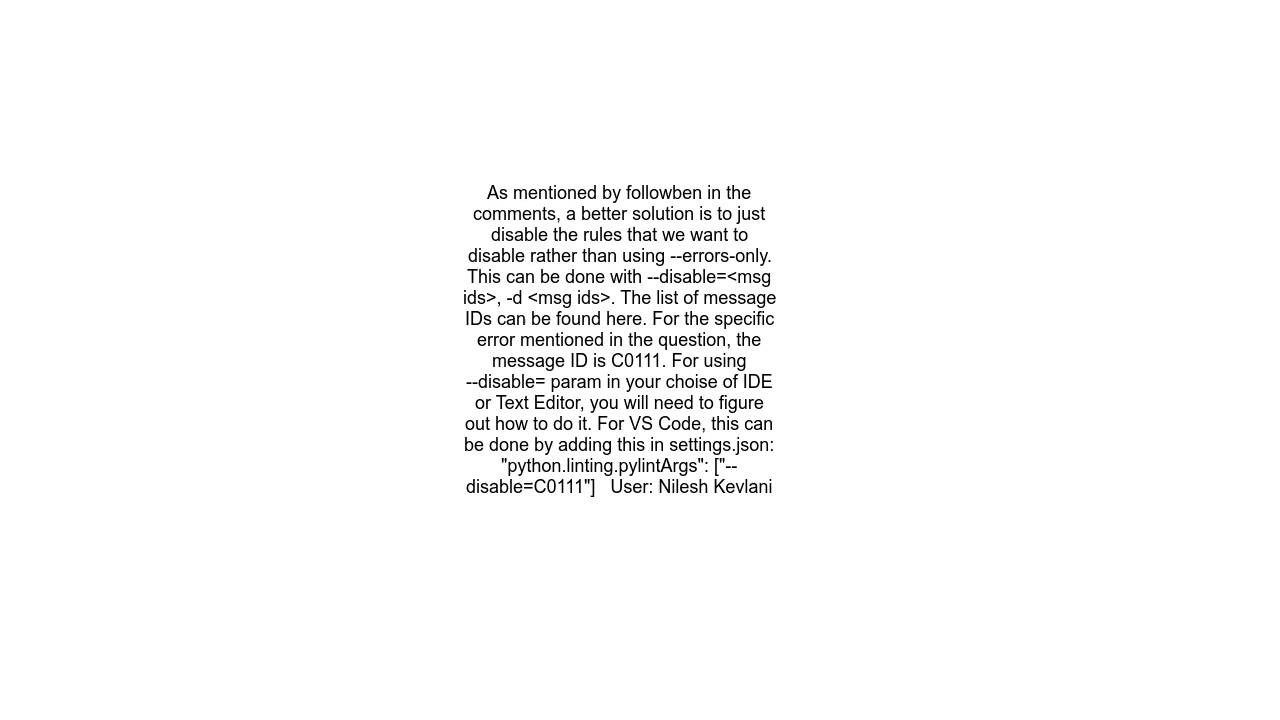 As mentioned by followben in the
comments, a better solution is to just
disable the rules that we want to
disable rather than using --errors-only.
This can be done with --disable=<msg
ids>, -d <msg ids>. The list of message
IDs can be found here. For the specific
error mentioned in the question, the
message ID is C0111. For using
--disable= param in your choise of IDE
or Text Editor, you will need to figure
out how to do it. For VS Code, this can
be done by adding this in settings.json:
"python.linting.pylintArgs": ["--
disable=C0111"]   User: Nilesh Kevlani